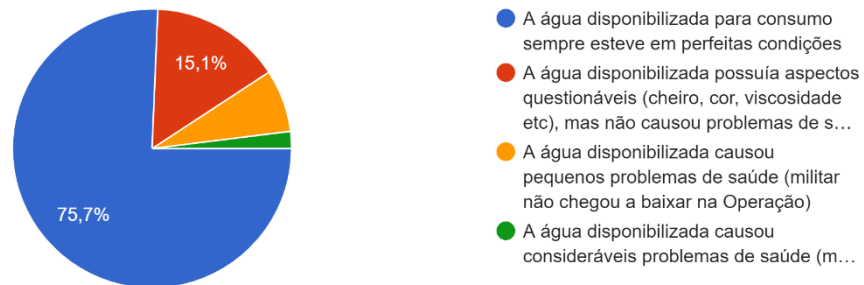 15,1%
75,7%
A água disponibilizada para consumo
sempre esteve em perfeitas condições
A água disponibilizada possuía aspectos
questionáveis (cheiro, cor, viscosidade
etc), mas não causou problemas de s…
A água disponibilizada causou
pequenos problemas de saúde (militar
não chegou a baixar na Operação)
A água disponibilizada causou
consideráveis problemas de saúde (m…